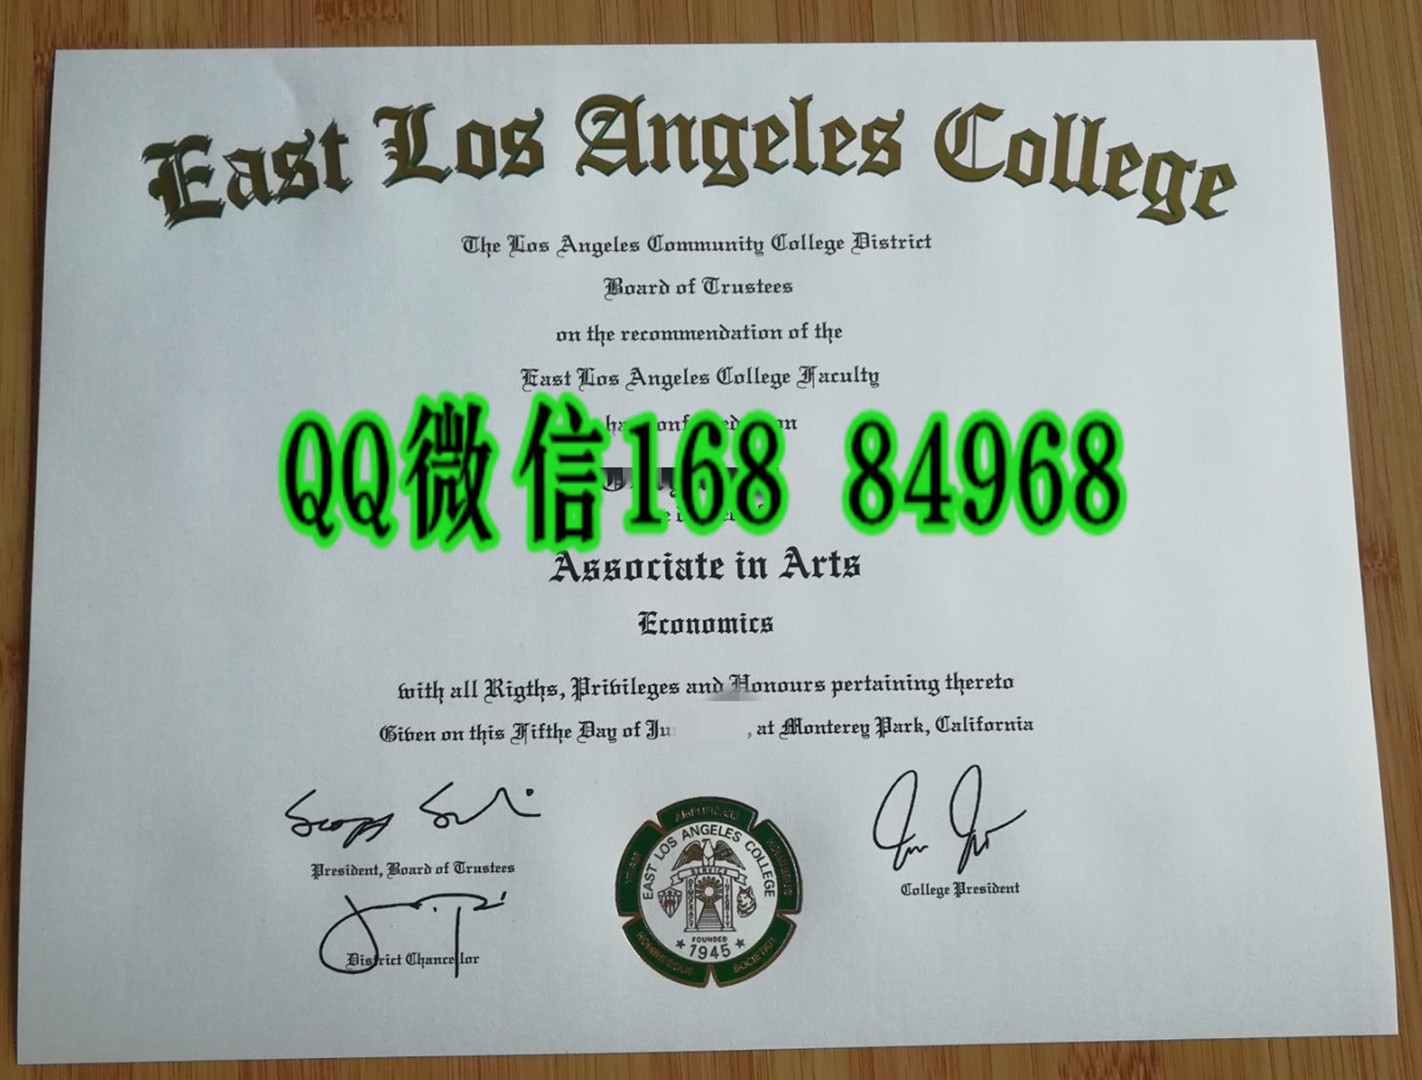 East Los Angeles College
The Los Angeles Community College District
Board of Trustees
on the recommendation of the
East Los Angeles College Faculty
QQ微信168 84968
Associate in Arts
Economics
with all Rigths, Privileges and Honours pertaining thereto
Given on this Fifthe Day of Ju , at Monterey Park, California
President, Board of Trustees
College President
District Chancellor
EAST LOS ANGELES COLLEGE
SERVICE
FOUNDED
1945